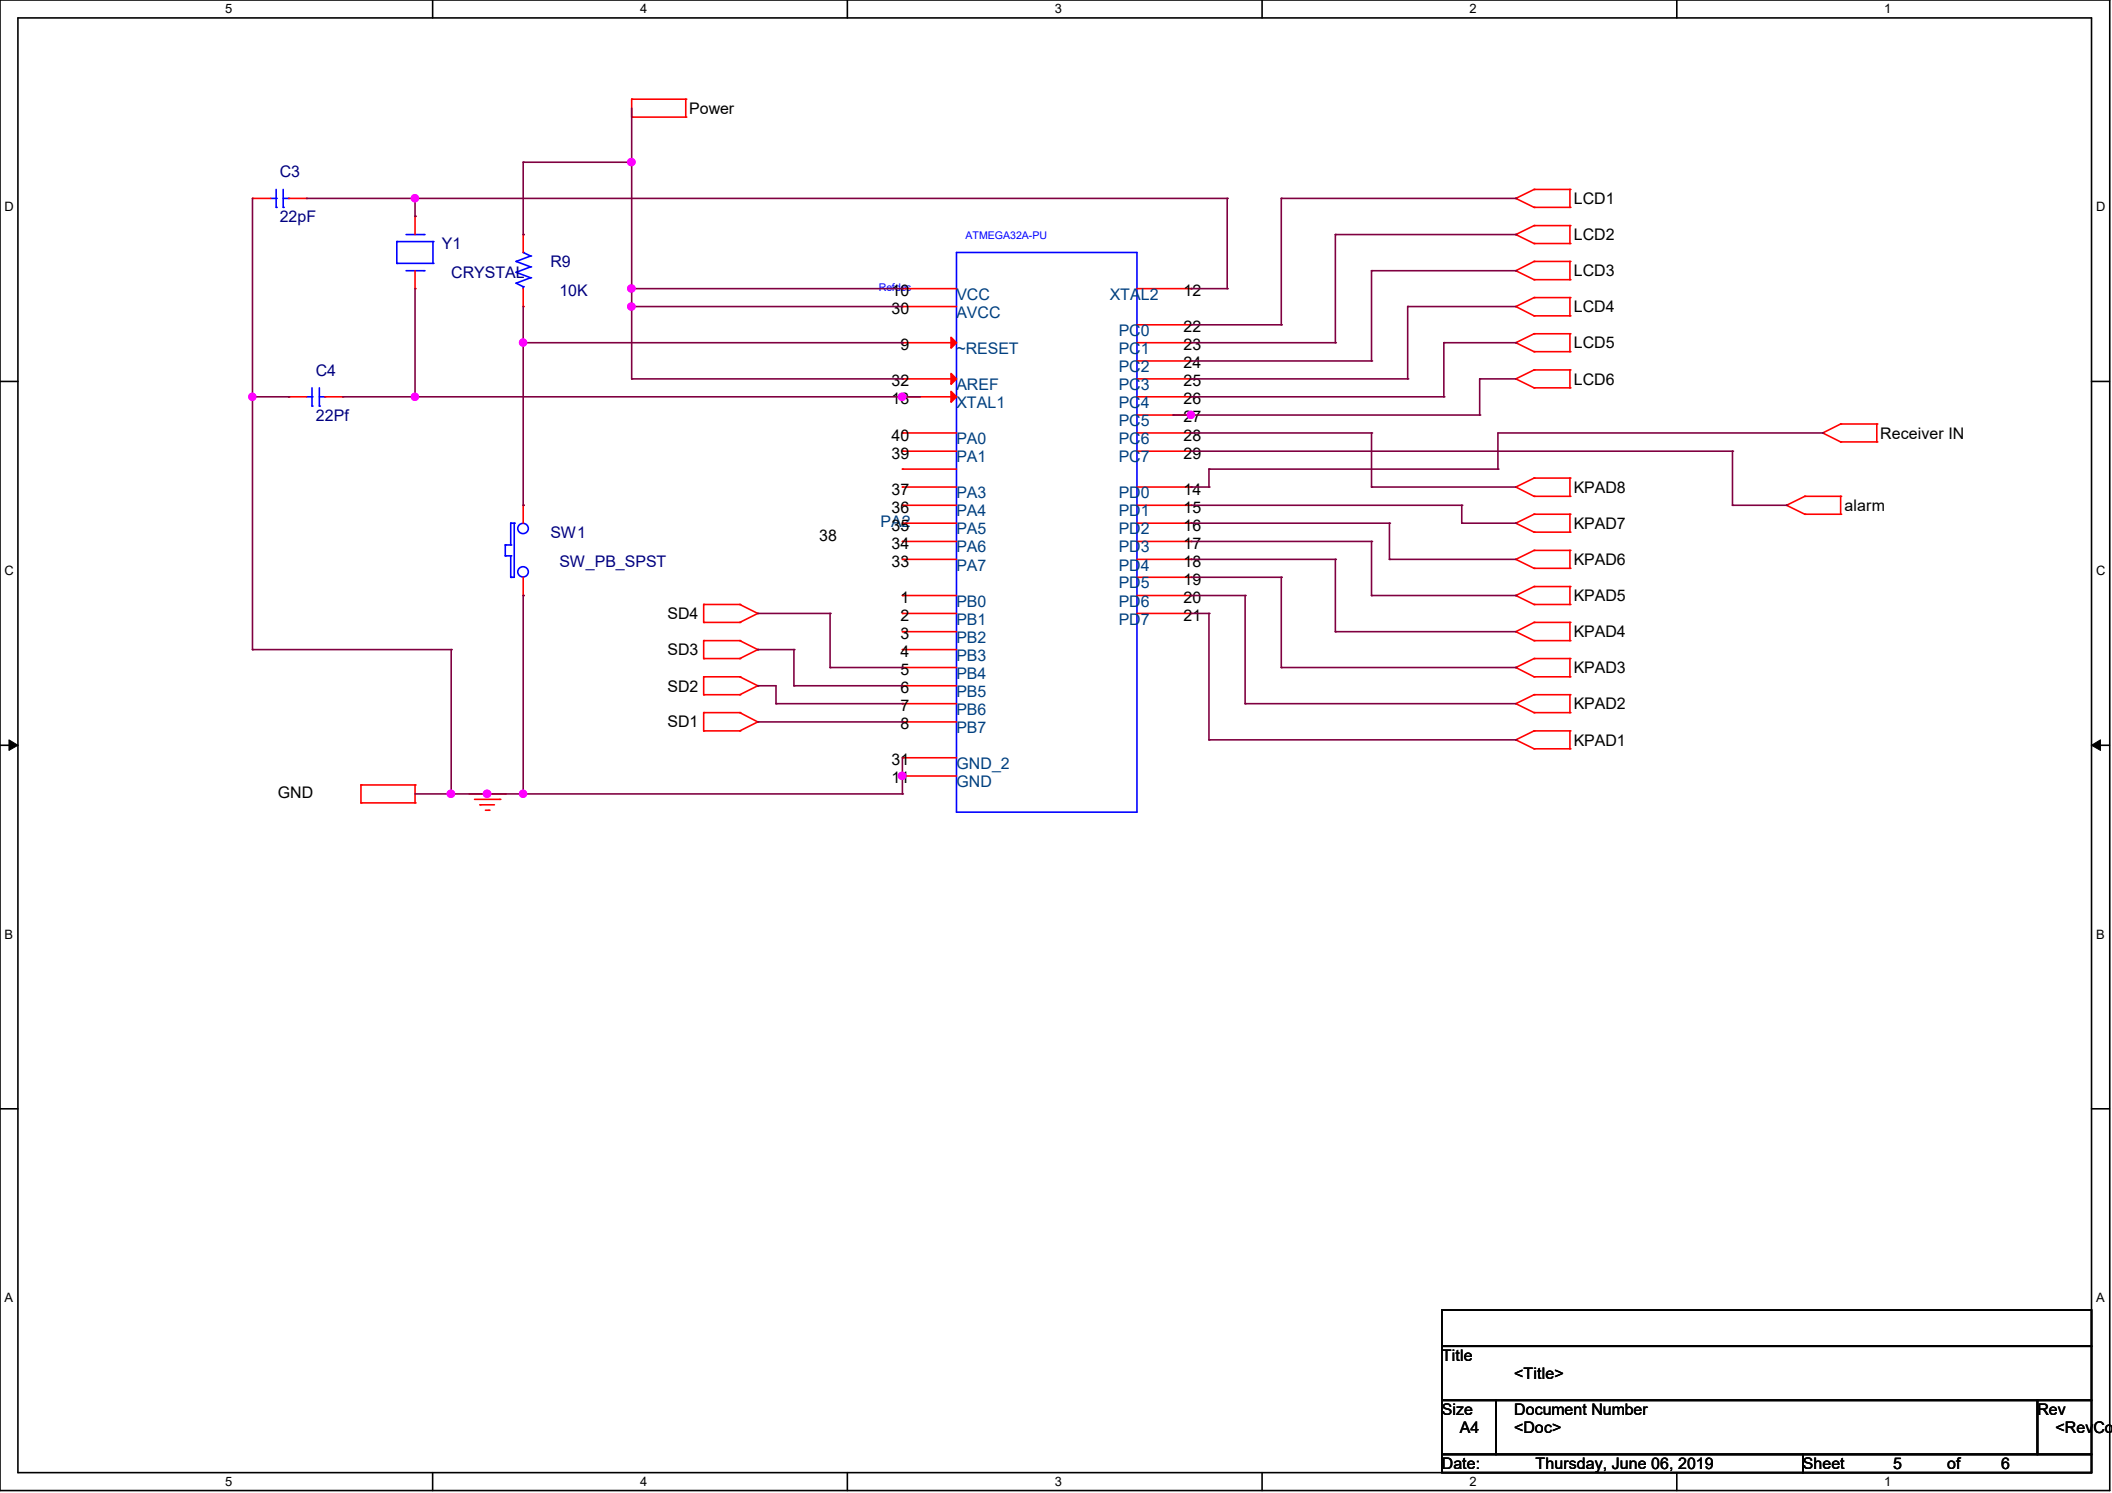 5 4 3 2 1
D D
C C
B B
A A
Power
C3
22pF
Y1
CRYSTAL
R9
10K
C4
22Pf
SW1
SW_PB_SPST
SD4
SD3
SD2
SD1
GND
38
ATMEGA32A-PU
10 VCC
30 AVCC
9 ~RESET
32 AREF
13 XTAL1
40 PA0
39 PA1
37 PA3
36 PA4
PA2
35 PA5
34 PA6
33 PA7
1 PB0
2 PB1
3 PB2
4 PB3
5 PB4
6 PB5
7 PB6
8 PB7
31 GND_2
11 GND
XTAL2 12
PC0 22
PC1 23
PC2 24
PC3 25
PC4 26
PC5 27
PC6 28
PC7 29
PD0 14
PD1 15
PD2 16
PD3 17
PD4 18
PD5 19
PD6 20
PD7 21
LCD1
LCD2
LCD3
LCD4
LCD5
LCD6
Receiver IN
KPAD8
alarm
KPAD7
KPAD6
KPAD5
KPAD4
KPAD3
KPAD2
KPAD1
Title
<Title>
Size Document Number Rev
A4 <Doc> <RevCo
Date: Thursday, June 06, 2019 Sheet 5 of 6
5 4 3 2 1